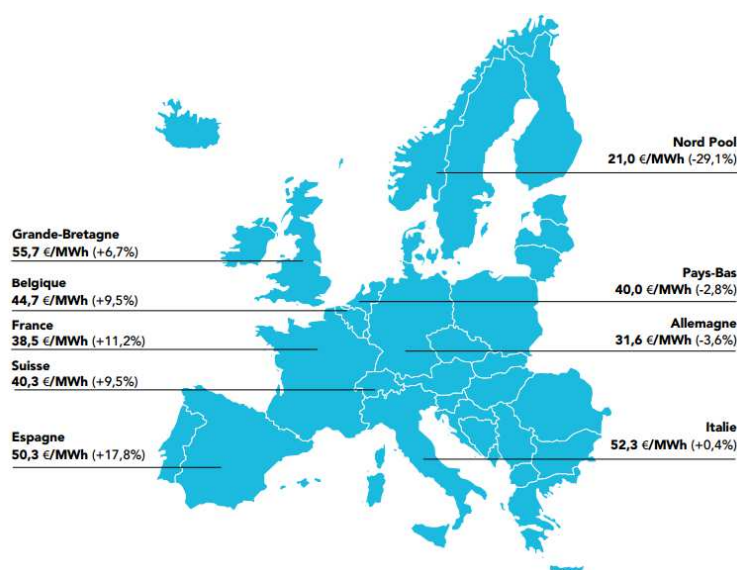 Nord Pool
21,0 €/MWh (-29,1%)
Grande-Bretagne
55,7 €/MWh (+6,7%)
Belgique
44,7 €/MWh (+9,5%)
France
38,5 €/MWh (+11,2%)
Suisse
40,3 €/MWh (+9,5%)
Espagne
50,3 €/MWh (+17,8%)
Pays-Bas
40,0 €/MWh (-2,8%)
Allemagne
31,6 €/MWh (-3,6%)
Italie
52,3 €/MWh (+0,4%)